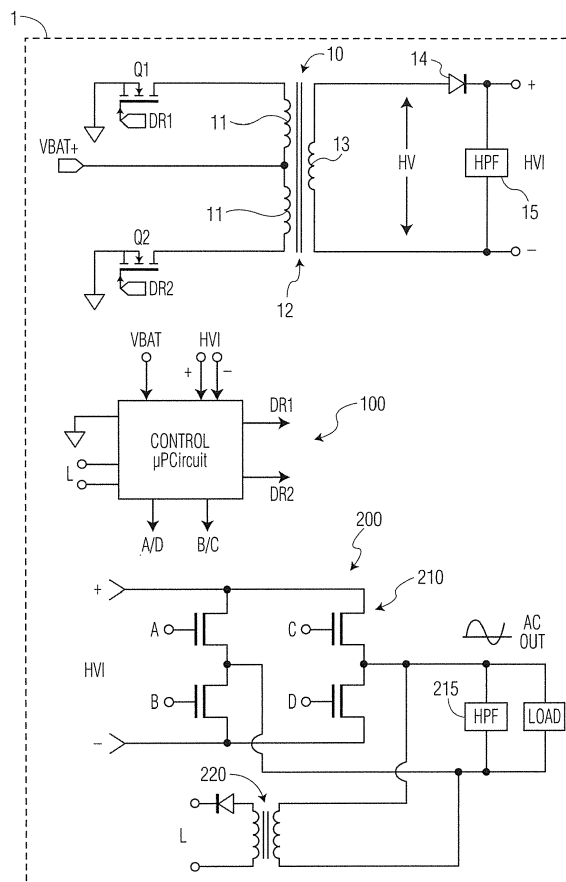 1
Q1
10
14
+
DR1
11
VBAT+
13
HV
HPF
HVI
15
11
Q2
DR2
12
−
VBAT
HVI
+
−
DR1
100
CONTROL
µPCircuit
L
DR2
A/D
B/C
200
+
210
A
C
AC
OUT
HVI
B
D
215
HPF
LOAD
−
220
L